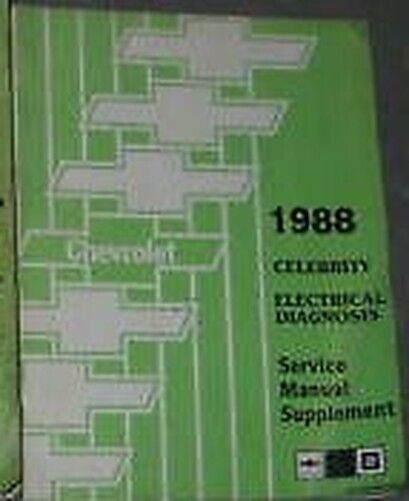 Chevrolet
1988
CELEBRITY
ELECTRICAL
DIAGNOSIS
Service
Manual
Supplement